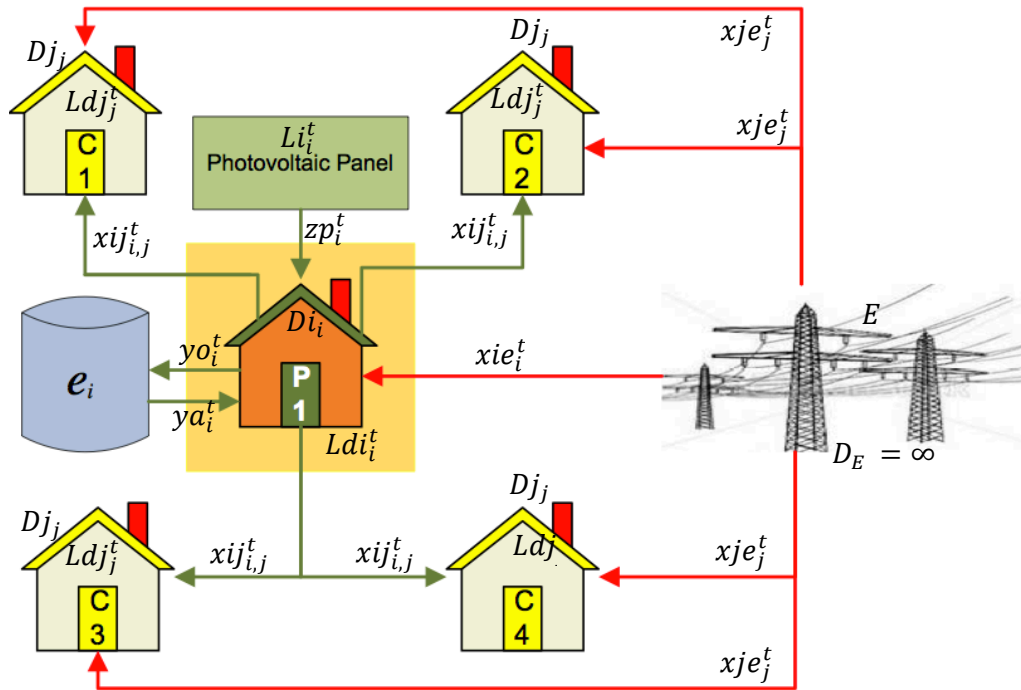 xje_j^t
Dj_j
Dj_j
Ldj_j^t
Ldj_j^t
xje_j^t
Li_i^t
Photovoltaic Panel
C
1
C
2
xij_{i,j}^t
zp_i^t
xij_{i,j}^t
Di_i
E
yo_i^t
xie_i^t
e_i
P
1
ya_i^t
Ldi_i^t
D_E = ∞
Dj_j
Dj_j
Ldj_j^t
Ldj
xij_{i,j}^t
xij_{i,j}^t
xje_j^t
C
3
C
4
xje_j^t